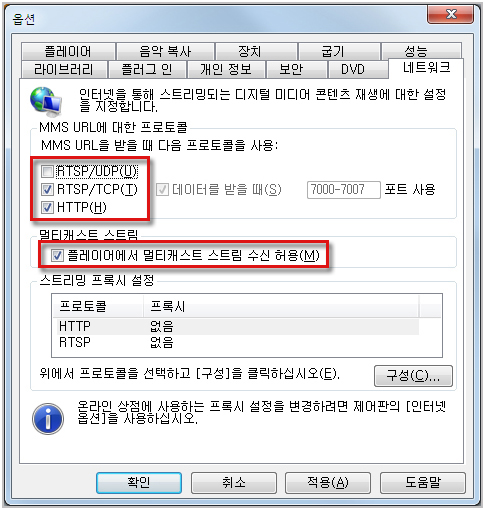 옵션
플레이어 음악 복사 장치 굽기 성능
라이브러리 플러그 인 개인 정보 보안 DVD 네트워크
인터넷을 통해 스트리밍되는 디지털 미디어 콘텐츠 재생에 대한 설정
을 지정합니다.
MMS URL에 대한 프로토콜
MMS URL을 받을 때 다음 프로토콜을 사용:
RTSP/UDP(U)
RTSP/TCP(T) 데이터를 받을 때(S) 7000-7007 포트 사용
HTTP(H)
멀티캐스트 스트림
플레이어에서 멀티캐스트 스트림 수신 허용(M)
스트리밍 프록시 설정
프로토콜 프록시
HTTP 없음
RTSP 없음
위에서 프로토콜을 선택하고 [구성]을 클릭하십시오(E). 구성(C)...
온라인 상점에 사용하는 프록시 설정을 변경하려면 제어판의 [인터넷
옵션]을 사용하십시오.
확인 취소 적용(A) 도움말